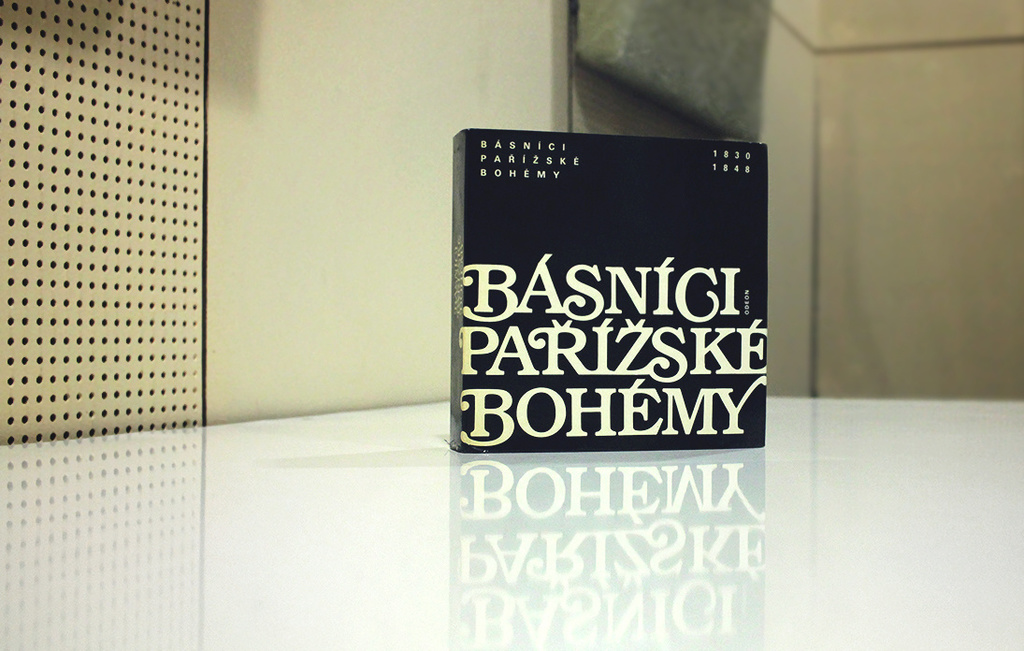 BÁSNÍCI
PAŘÍŽSKÉ
BOHÉMY
1830
1848
BÁSNÍCI
ODEON
PAŘÍŽSKÉ
BOHÉMY